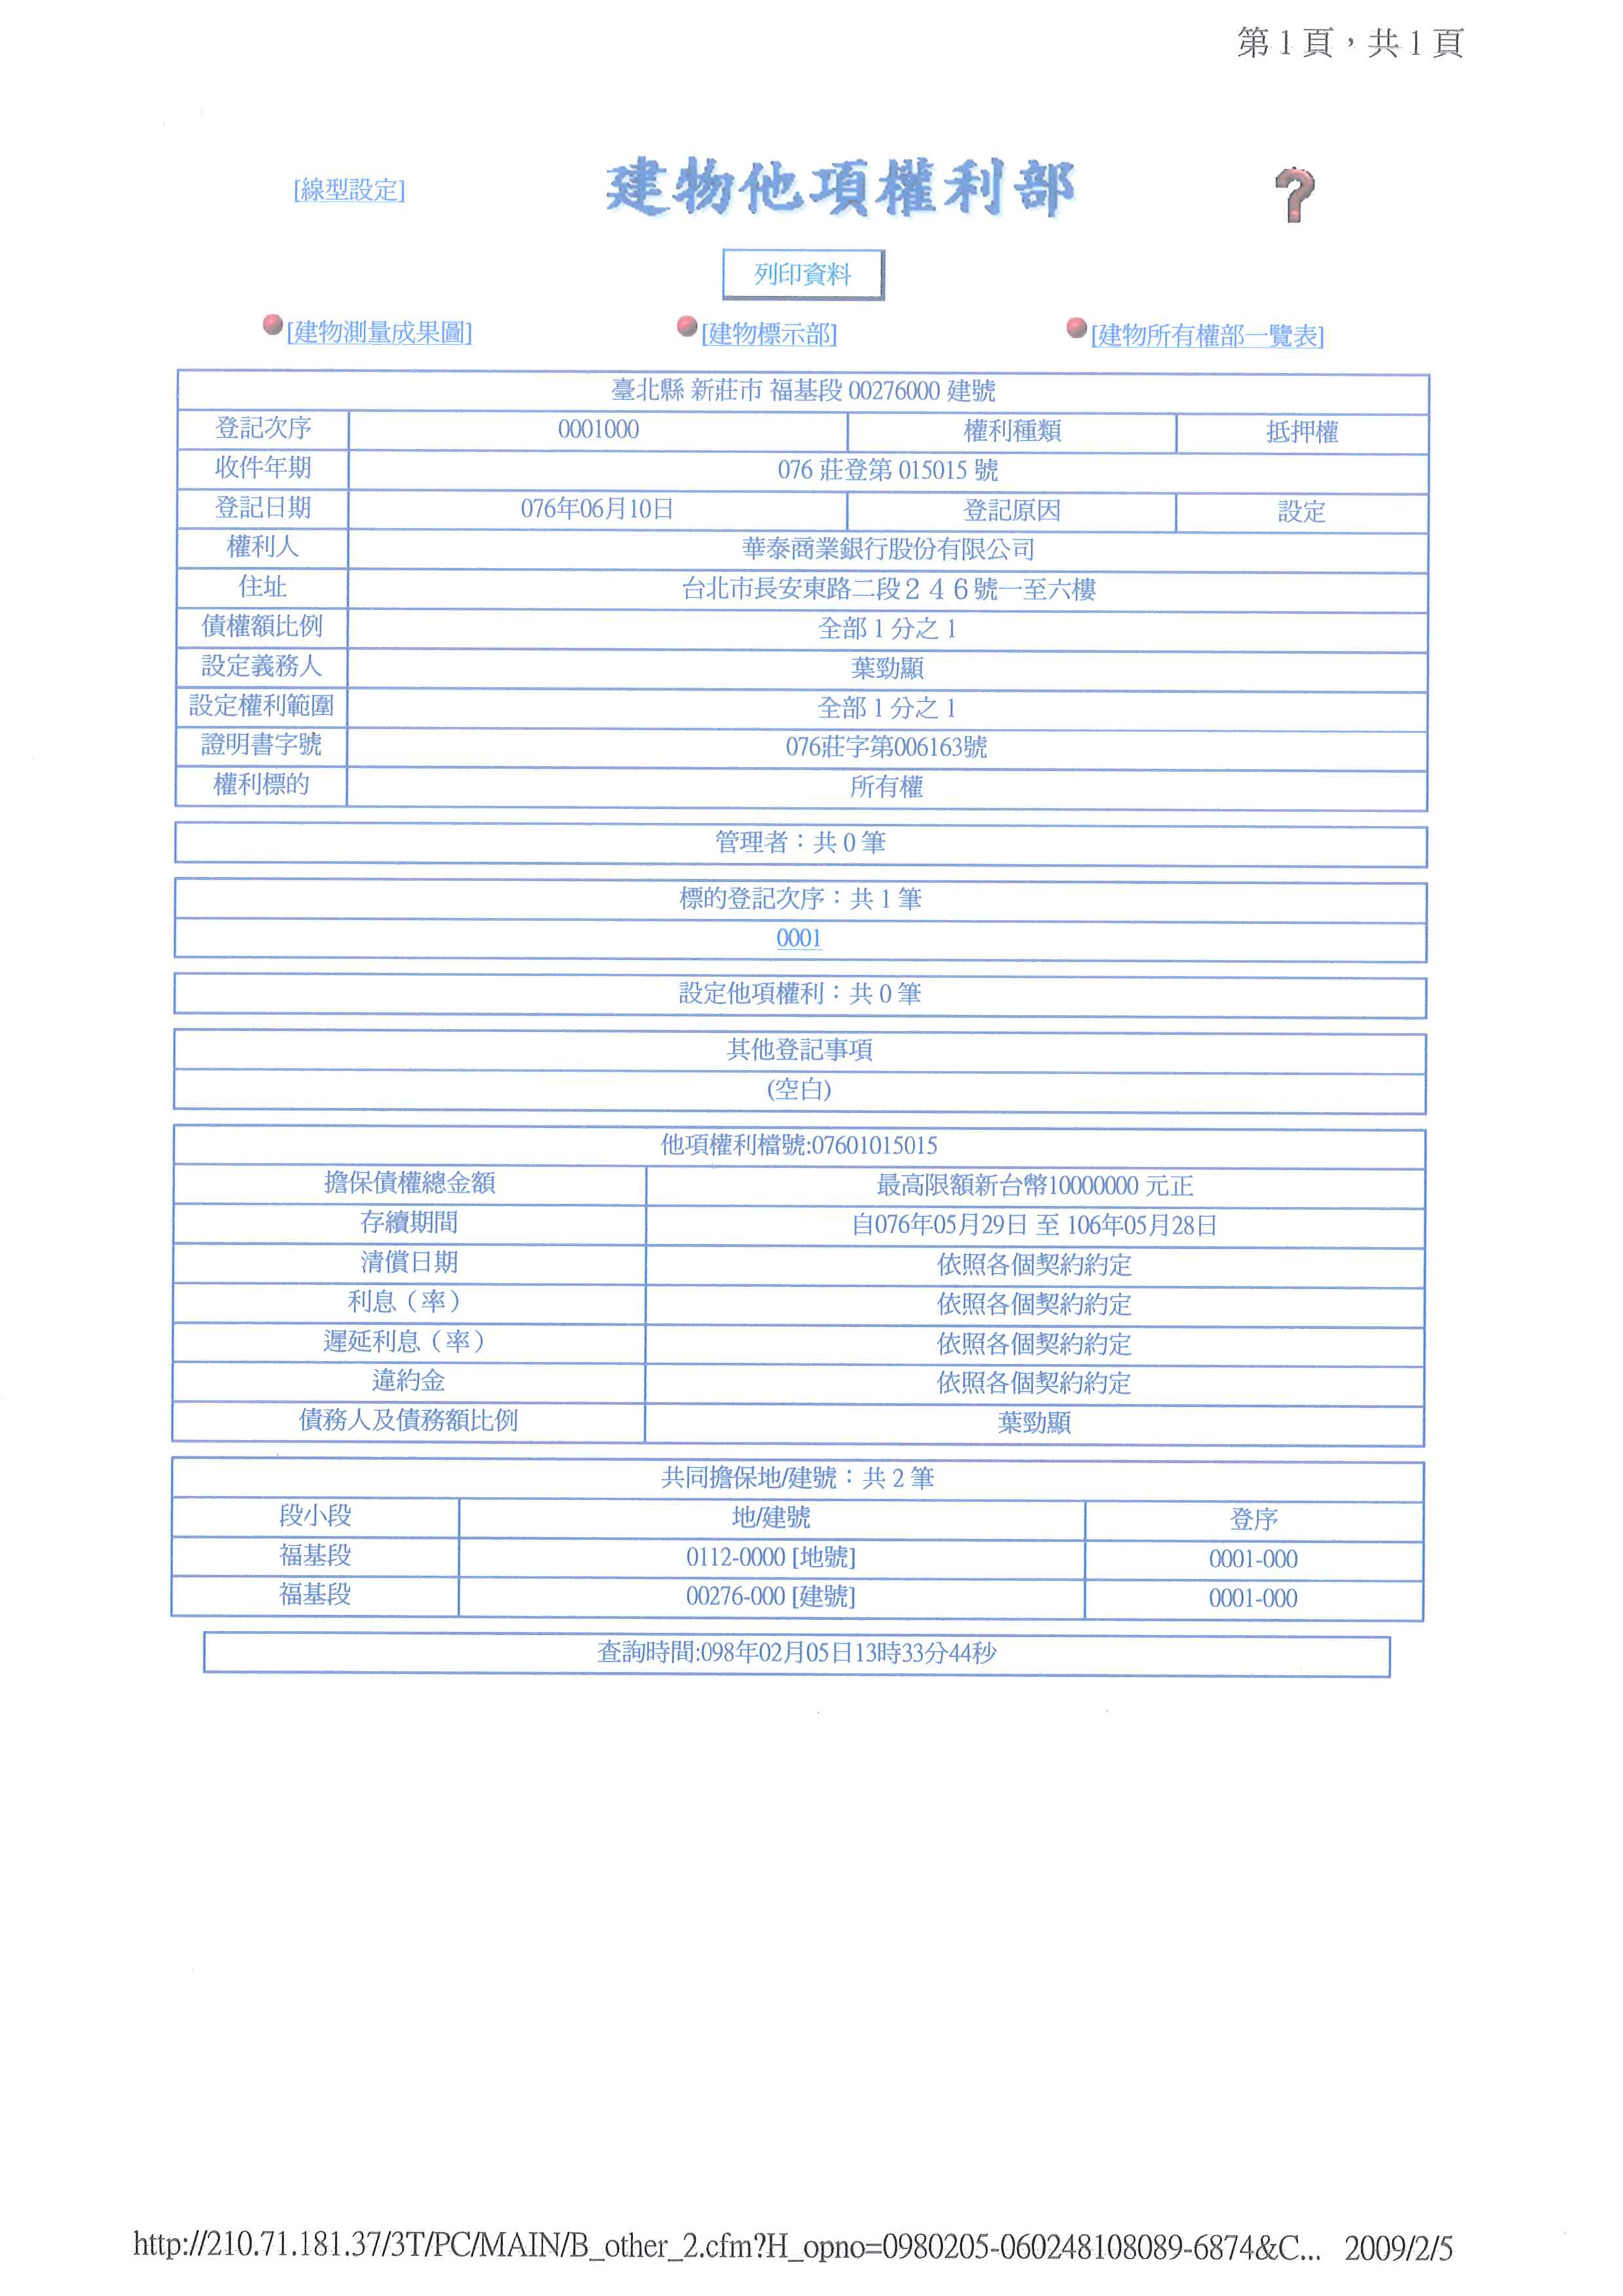 第1頁，共1頁
[線型設定]
建物他項權利部
?
列印資料
[建物測量成果圖] [建物標示部] [建物所有權部一覽表]
臺北縣 新莊市 福基段 00276000 建號
登記次序 0001000 權利種類 抵押權
收件年期 076 莊登第 015015 號
登記日期 076年06月10日 登記原因 設定
權利人 華泰商業銀行股份有限公司
住址 台北市長安東路二段２４６號一至六樓
債權額比例 全部 1 分之 1
設定義務人 葉勁顯
設定權利範圍 全部 1 分之 1
證明書字號 076莊字第006163號
權利標的 所有權
管理者：共 0 筆
標的登記次序：共 1 筆
0001
設定他項權利：共 0 筆
其他登記事項
(空白)
他項權利檔號:07601015015
擔保債權總金額 最高限額新台幣10000000 元正
存續期間 自076年05月29日 至 106年05月28日
清償日期 依照各個契約約定
利息（率） 依照各個契約約定
遲延利息（率） 依照各個契約約定
違約金 依照各個契約約定
債務人及債務額比例 葉勁顯
共同擔保地/建號：共 2 筆
段小段 地/建號 登序
福基段 0112-0000 [地號] 0001-000
福基段 00276-000 [建號] 0001-000
查詢時間:098年02月05日13時33分44秒
http://210.71.181.37/3T/PC/MAIN/B_other_2.cfm?H_opno=0980205-060248108089-6874&C... 2009/2/5